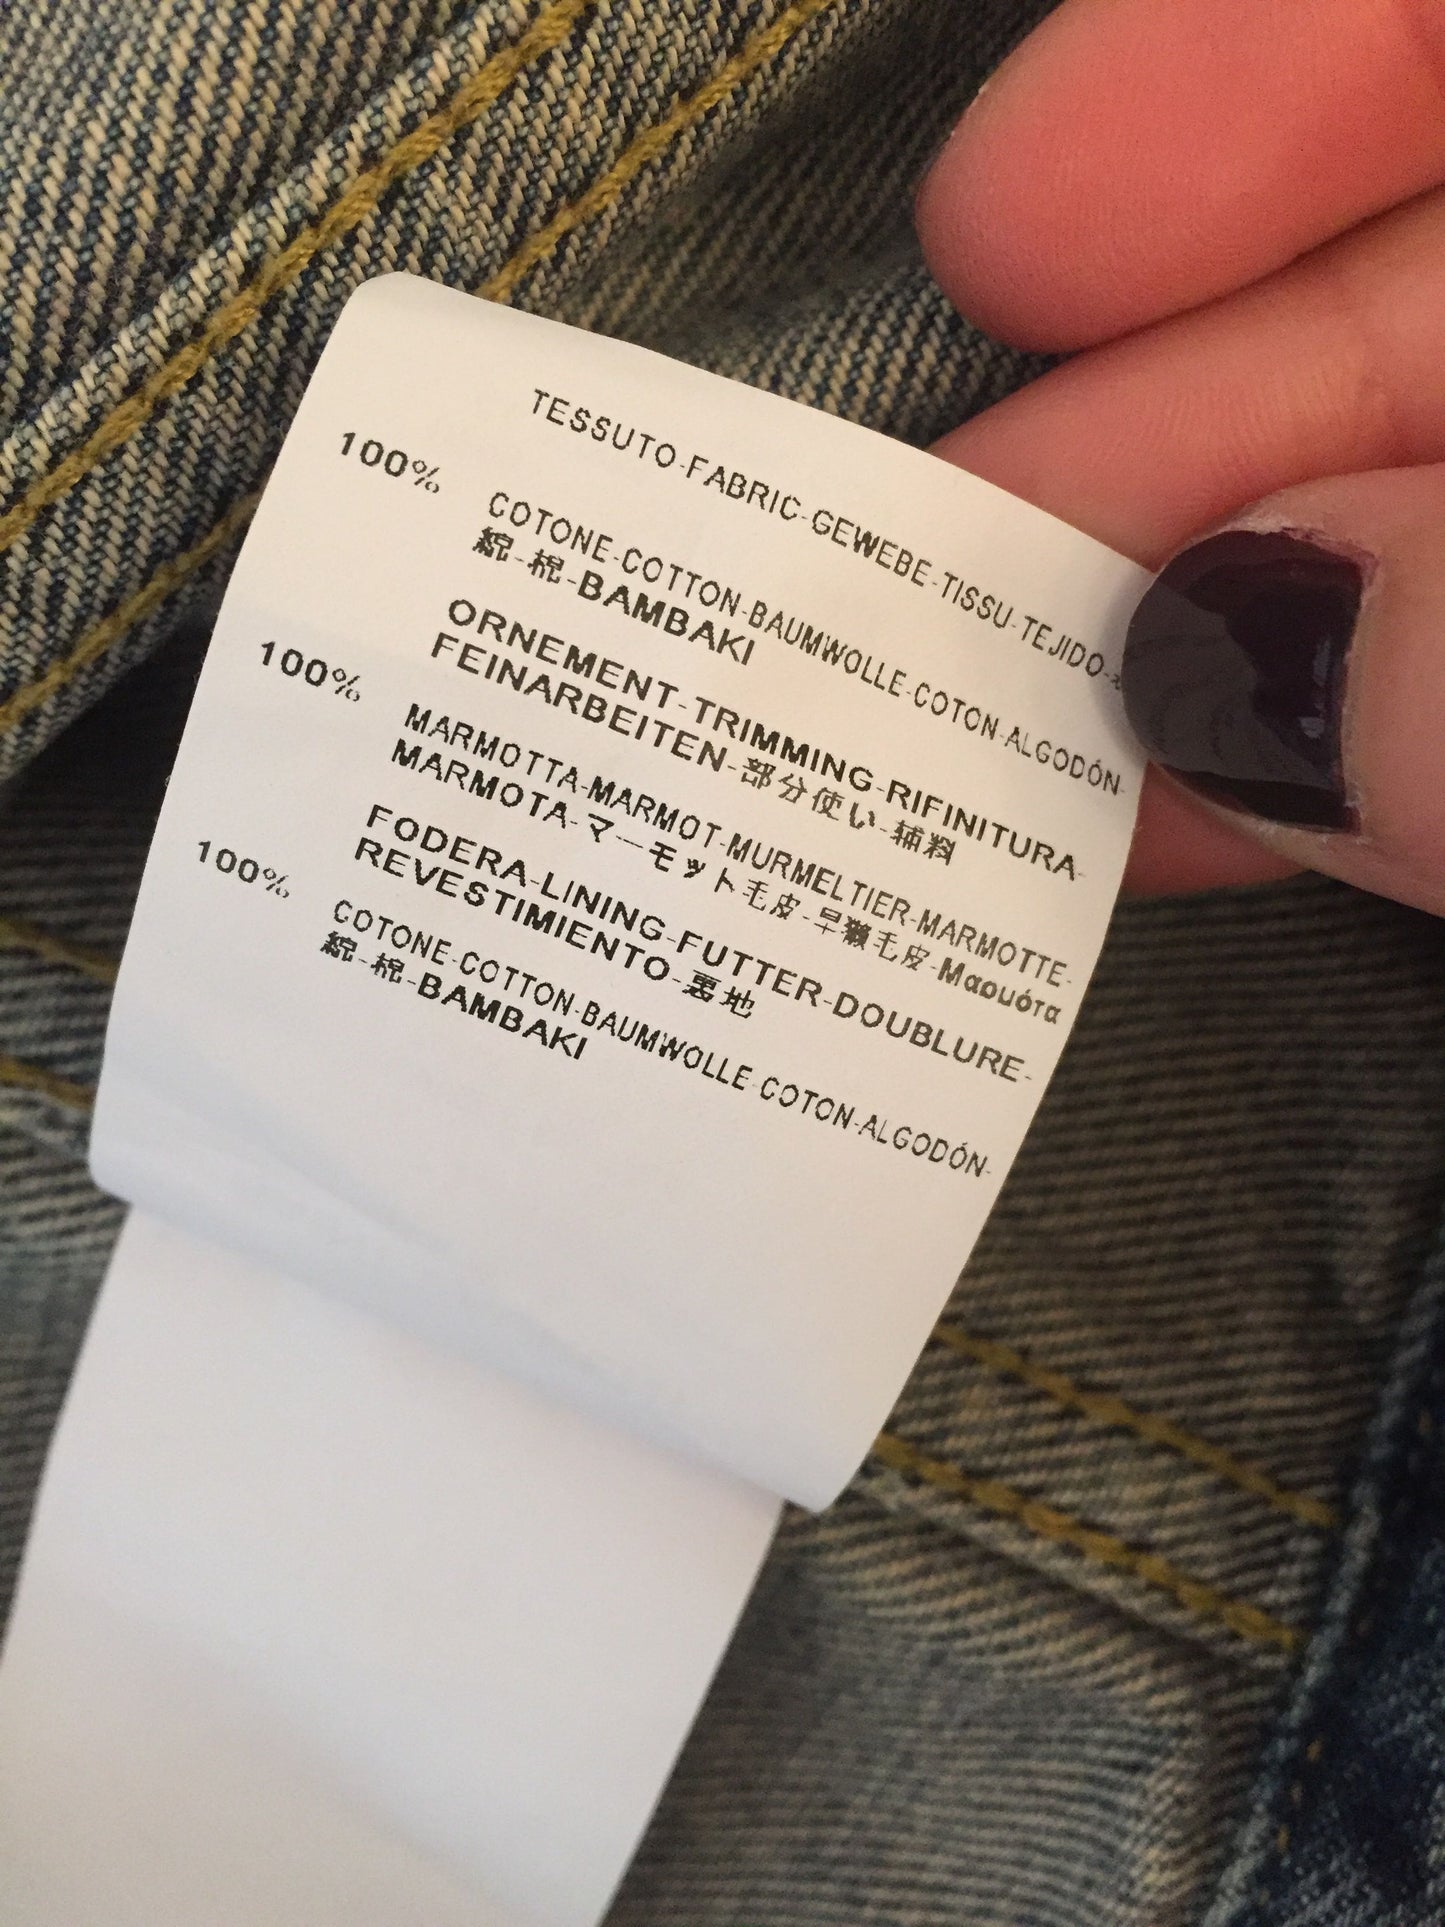 TESSUTO-FABRIC-GEWEBE-TISSU-TEJIDO-
100% COTONE-COTTON-BAUMWOLLE-COTON-ALGODÓN-
綿-棉-BAMBAKI
ORNEMENT-TRIMMING-RIFINITURA-
FEINARBEITEN-部分使い-辅料
100% MARMOTTA-MARMOT-MURMELTIER-MARMOTTE-
MARMOTA-マーモット毛皮-旱獭毛皮-Μαρμότα
FODERA-LINING-FUTTER-DOUBLURE-
REVESTIMIENTO-裏地
100% COTONE-COTTON-BAUMWOLLE-COTON-ALGODÓN-
綿-棉-BAMBAKI